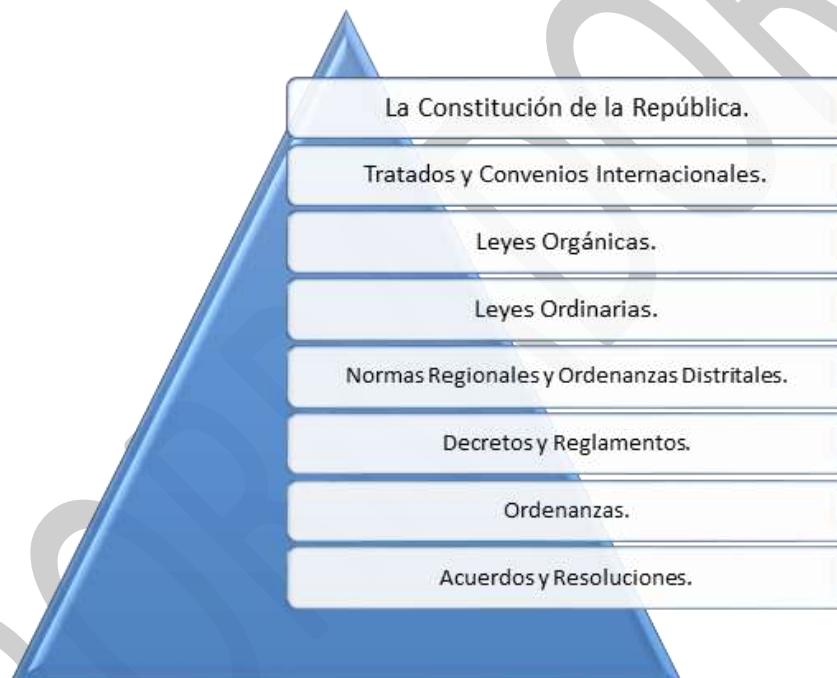 La Constitución de la República.
Tratados y Convenios Internacionales.
Leyes Orgánicas.
Leyes Ordinarias.
Normas Regionales y Ordenanzas Distritales.
Decretos y Reglamentos.
Ordenanzas.
Acuerdos y Resoluciones.